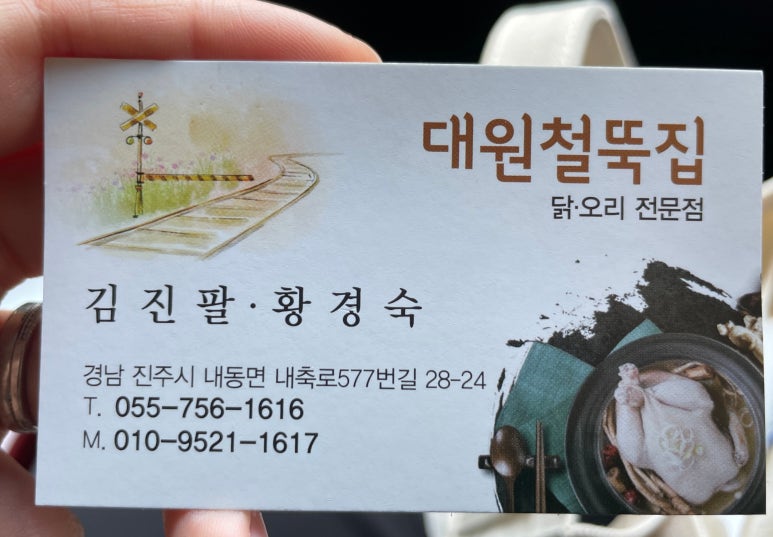 대원철뚝집
닭·오리 전문점
김진팔·황경숙
경남 진주시 내동면 내축로577번길 28-24
T. 055-756-1616
M. 010-9521-1617